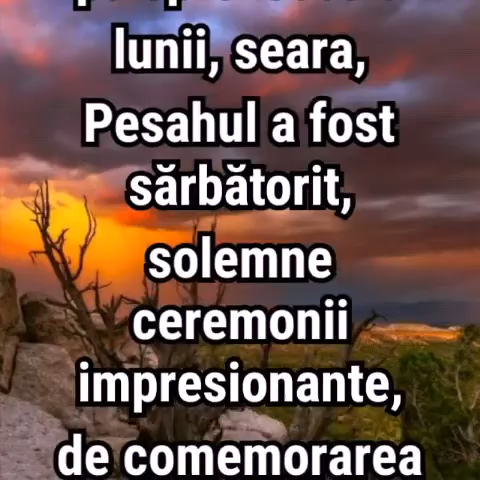 lunii, seara,
Pesahul a fost
sărbătorit,
solemne
ceremonii
impresionante,
de comemorarea